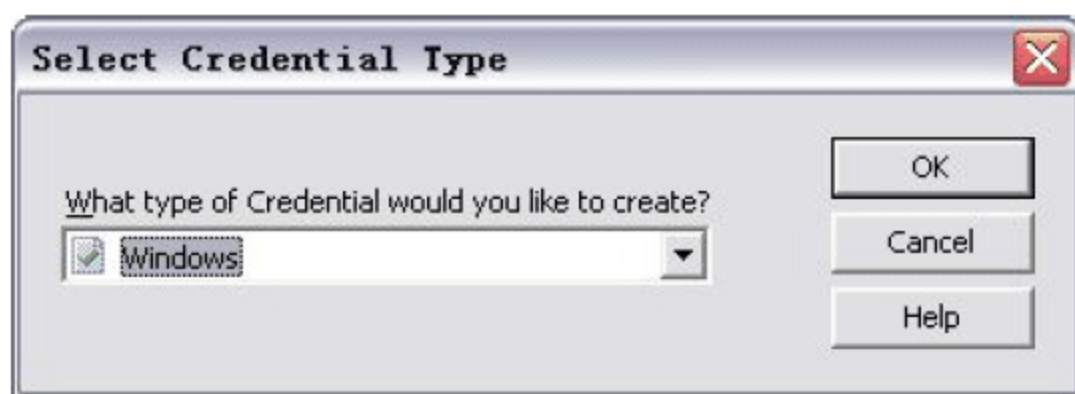 Select Credential Type
What type of Credential would you like to create?
Windows
OK
Cancel
Help